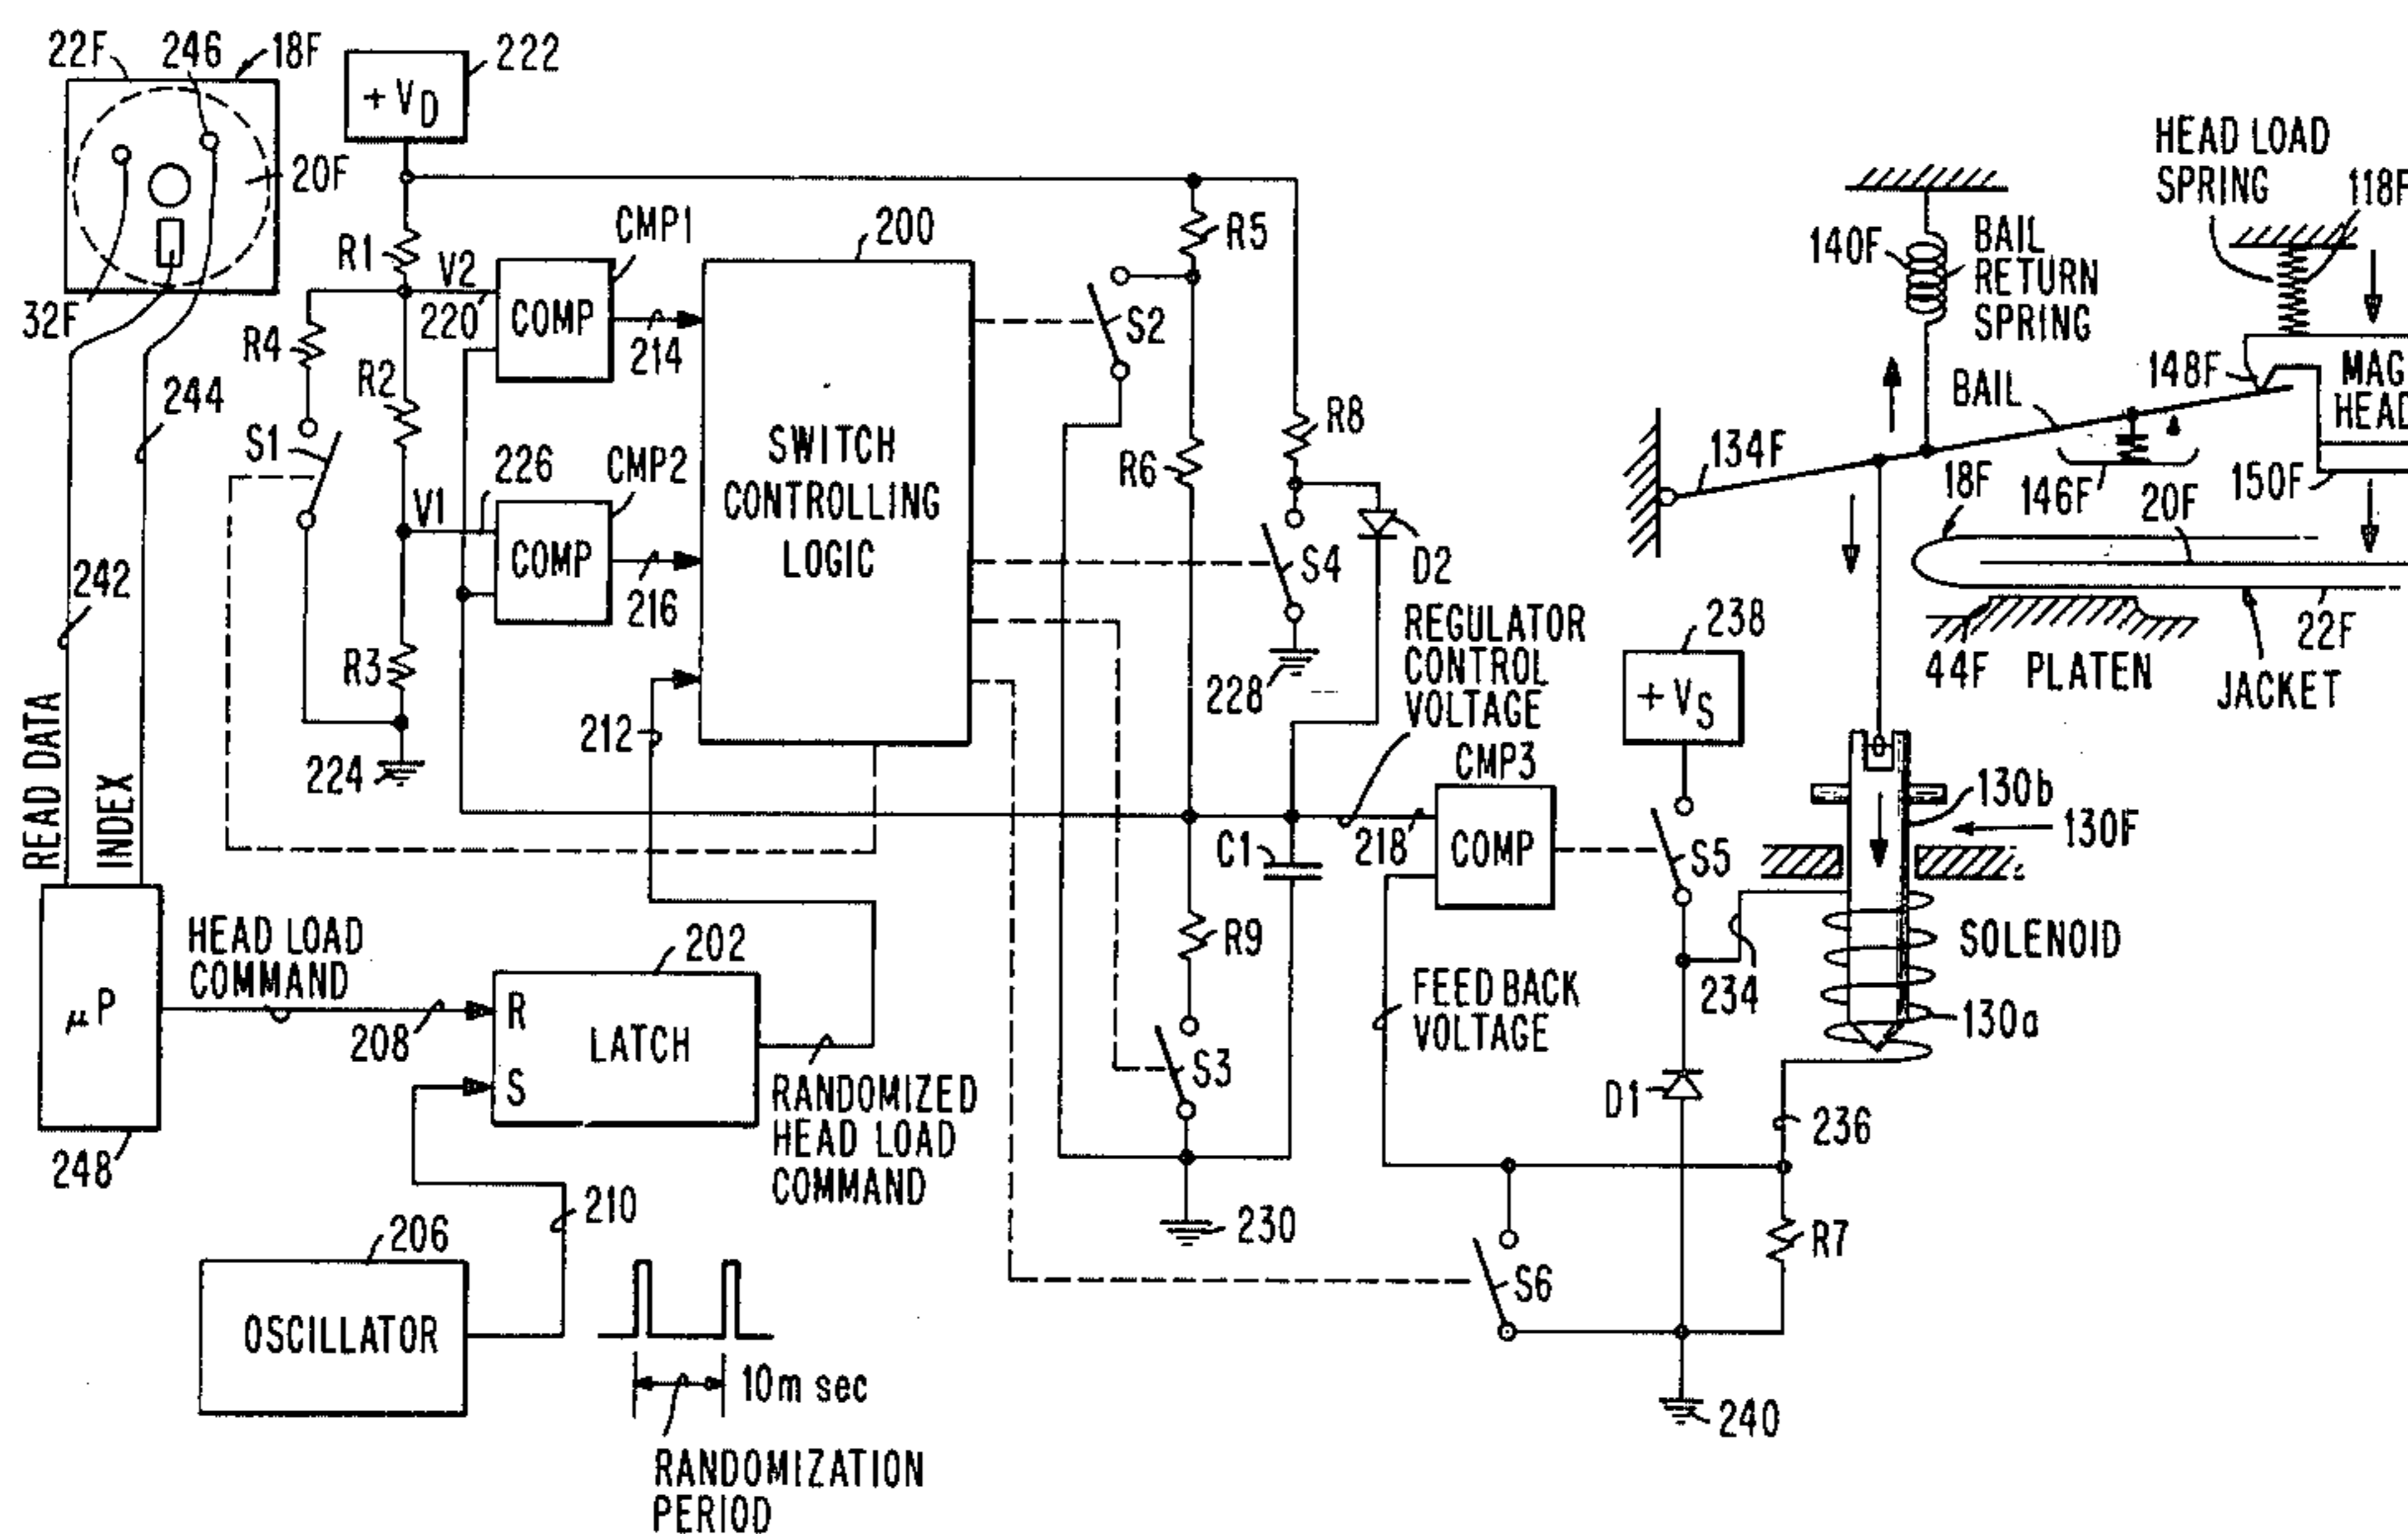 22F
246
18F
222
+ VD
20F
32F
R1
V2
220
CMP1
COMP
214
200
SWITCH
CONTROLLING
LOGIC
R4
R2
S1
244
242
226
V1
CMP2
COMP
216
R3
224
212
READ DATA
INDEX
R5
S2
R6
R8
S4
D2
228
REGULATOR
CONTROL
VOLTAGE
CMP3
COMP
218
C1
R9
S3
230
HEAD LOAD
COMMAND
μP
248
208
202
R
S
LATCH
RANDOMIZED
HEAD LOAD
COMMAND
210
206
OSCILLATOR
10m sec
RANDOMIZATION
PERIOD
FEED BACK
VOLTAGE
238
+ VS
S5
234
D1
236
S6
R7
240
HEAD LOAD
SPRING
118F
140F
BAIL
RETURN
SPRING
148F
MAG
HEAD
BAIL
134F
146F
150F
18F
20F
22F
44F
PLATEN
JACKET
130b
130F
SOLENOID
130a